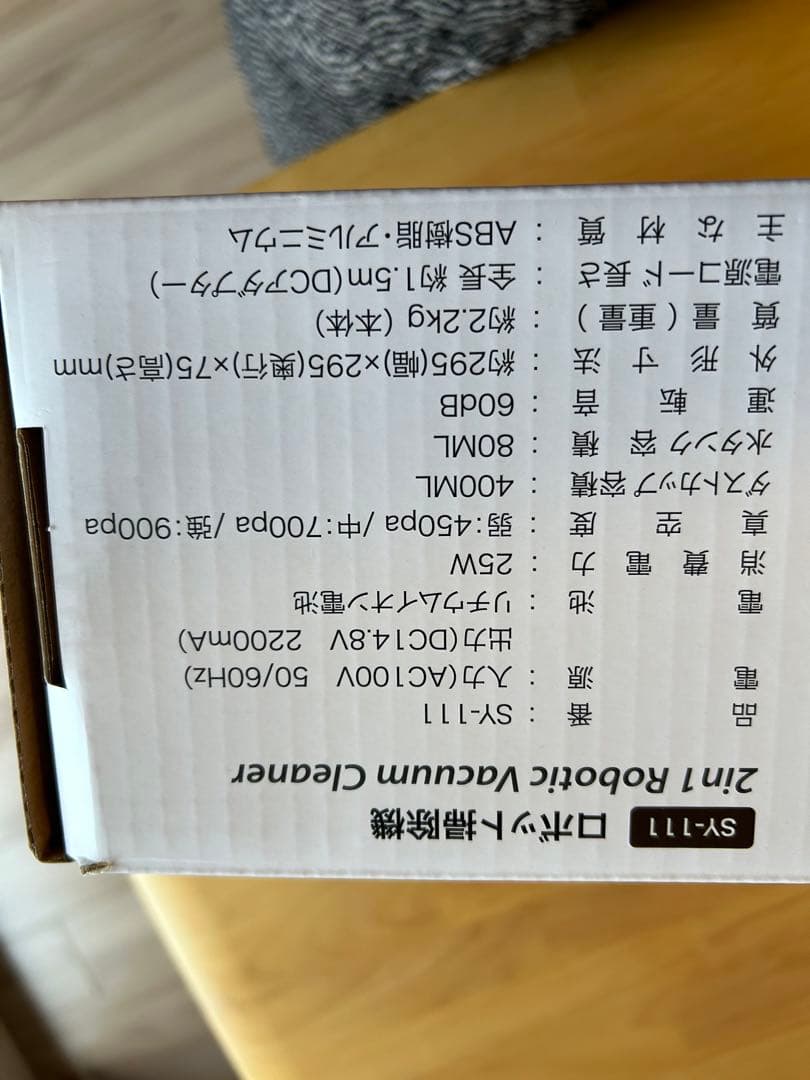 SY-111 ロボット掃除機
2in1 Robotic Vacuum Cleaner
品番:SY-111
電源:入力(AC100V 50/60Hz)
出力(DC14.8V 2200mA)
電池:リチウムイオン電池
消費電力:25W
真空度:弱:450pa /中:700pa /強:900pa
ダストカップ容積:400ML
水タンク容積:80ML
運転音:60dB
外形寸法:約295(幅)×295(奥行)×75(高さ)mm
質量(重量):約2.2kg (本体)
電源コード長さ:全長 約1.5m (DCアダプター)
主な材質:ABS樹脂・アルミニウム